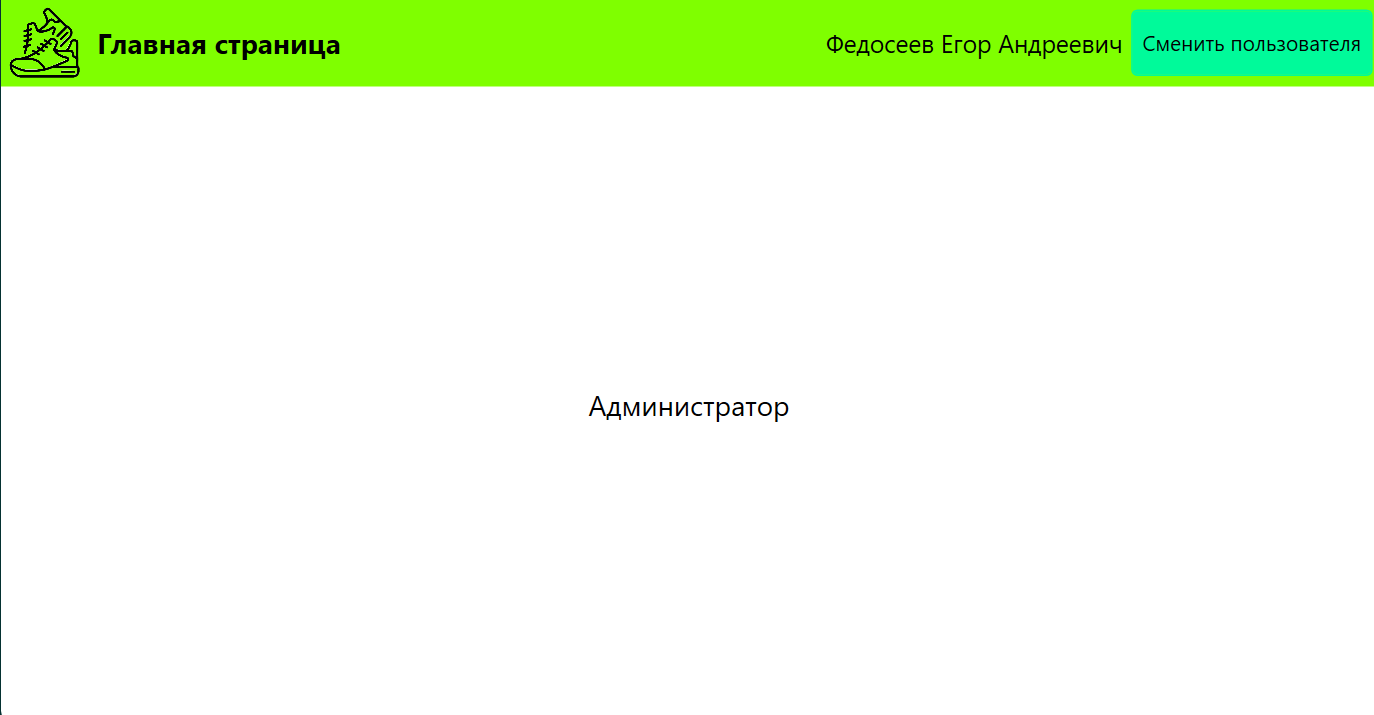 Главная страница
Федосеев Егор Андреевич
Сменить пользователя
Администратор